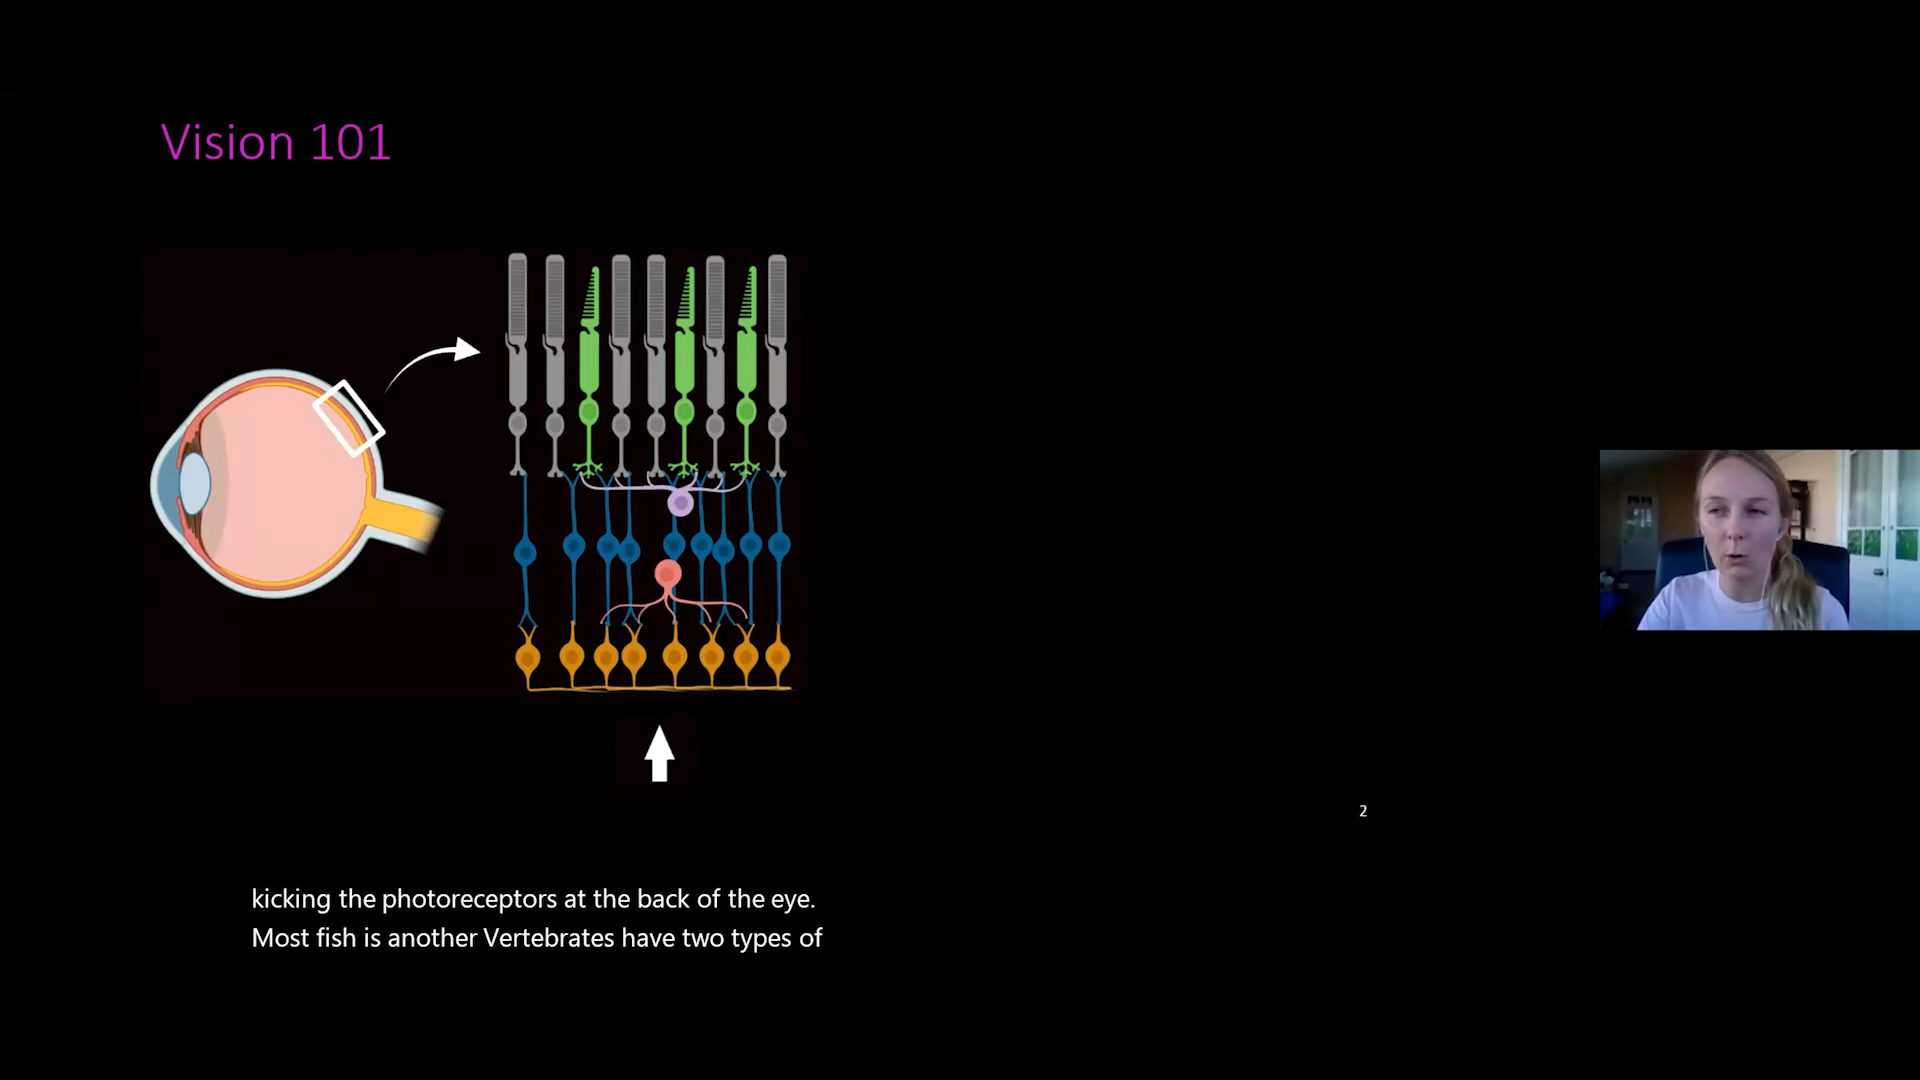 Vision 101
2
kicking the photoreceptors at the back of the eye.
Most fish is another Vertebrates have two types of